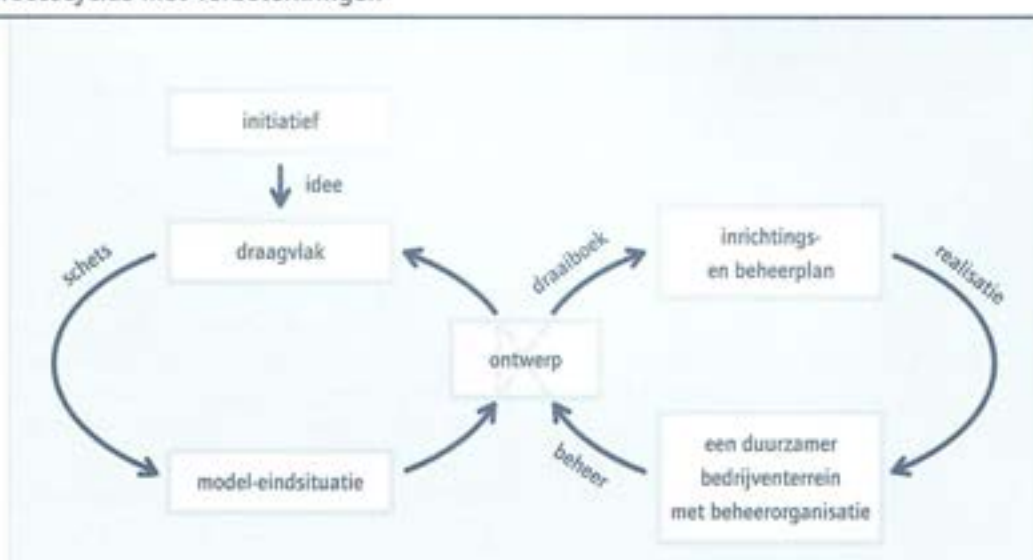 initiatief
idee
draagvlak
schets
draaiboek
inrichtings-
en beheerplan
realisatie
ontwerp
model-eindsituatie
beheer
een duurzamer
bedrijventerrein
met beheerorganisatie